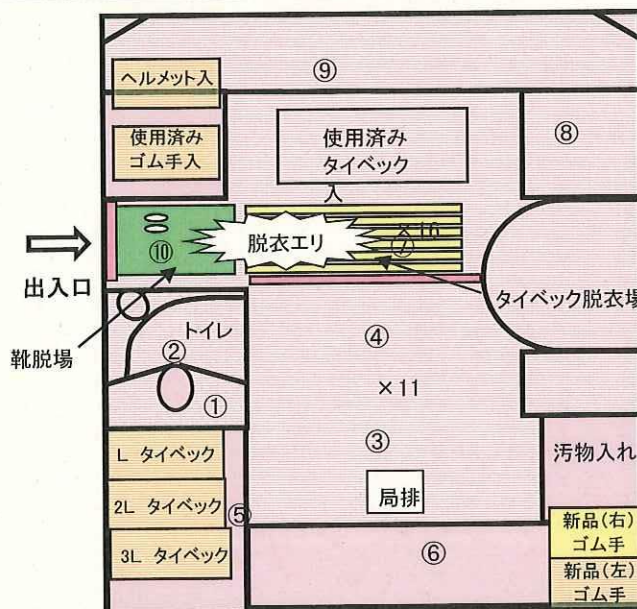 ⑨
ヘルメット入
使用済み
ゴム手入
使用済み
タイベック
入
⑧
⑩
脱衣エリ
×16
⑦
出入口
タイベック脱衣場
靴脱場
トイレ
②
①
④
×11
③
局排
L タイベック
2L タイベック
3L タイベック
⑤
⑥
汚物入れ
新品(右)
ゴム手
新品(左)
ゴム手